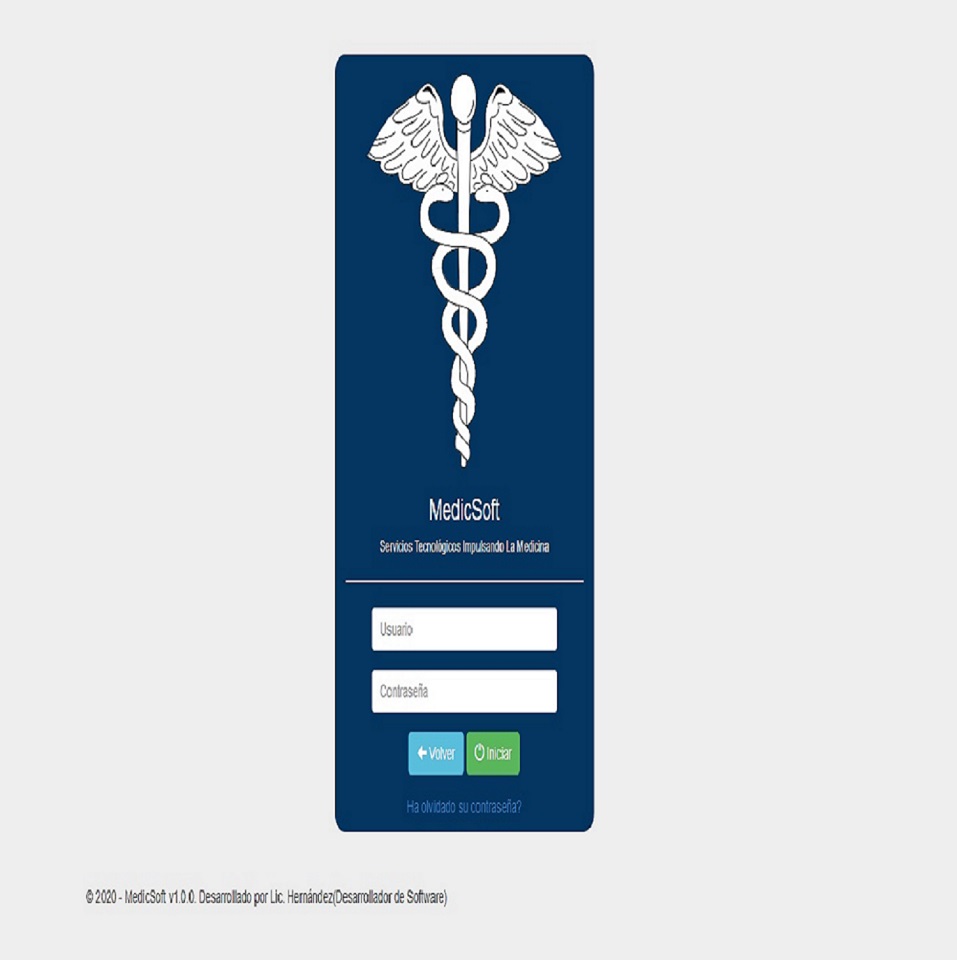 MedicSoft
Servicios Tecnológicos Impulsando La Medicina
Usuario
Contraseña
Volver
Iniciar
Ha olvidado su contraseña?
© 2020 - MedicSoft v1.0.0. Desarrollado por Lic. Hernández(Desarrollador de Software)